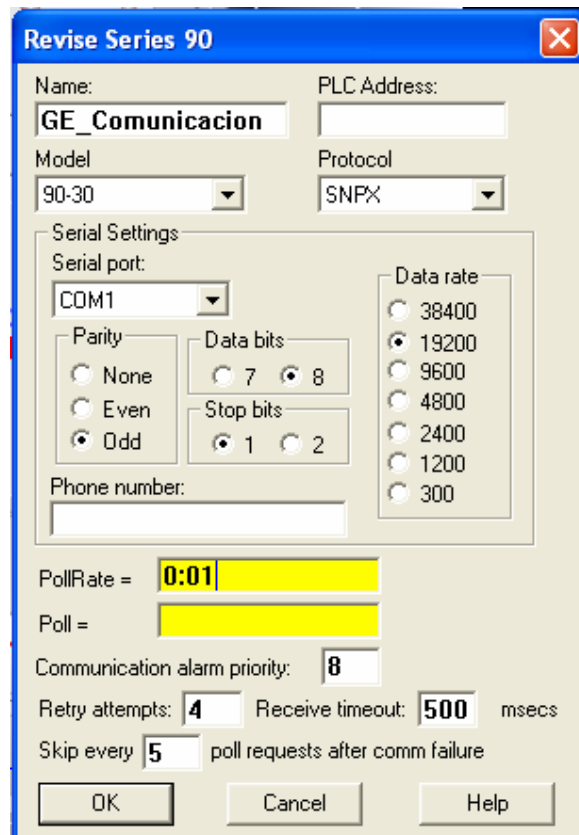 Revise Series 90
Name: PLC Address:
GE_Comunicacion
Model Protocol
90-30 SNPX
Serial Settings
Serial port:
COM1
Data rate
38400
19200
9600
4800
2400
1200
300
Parity
None
Even
Odd
Data bits
7 8
Stop bits
1 2
Phone number:
PollRate = 0:01
Poll =
Communication alarm priority: 8
Retry attempts: 4 Receive timeout: 500 msecs
Skip every 5 poll requests after comm failure
OK Cancel Help